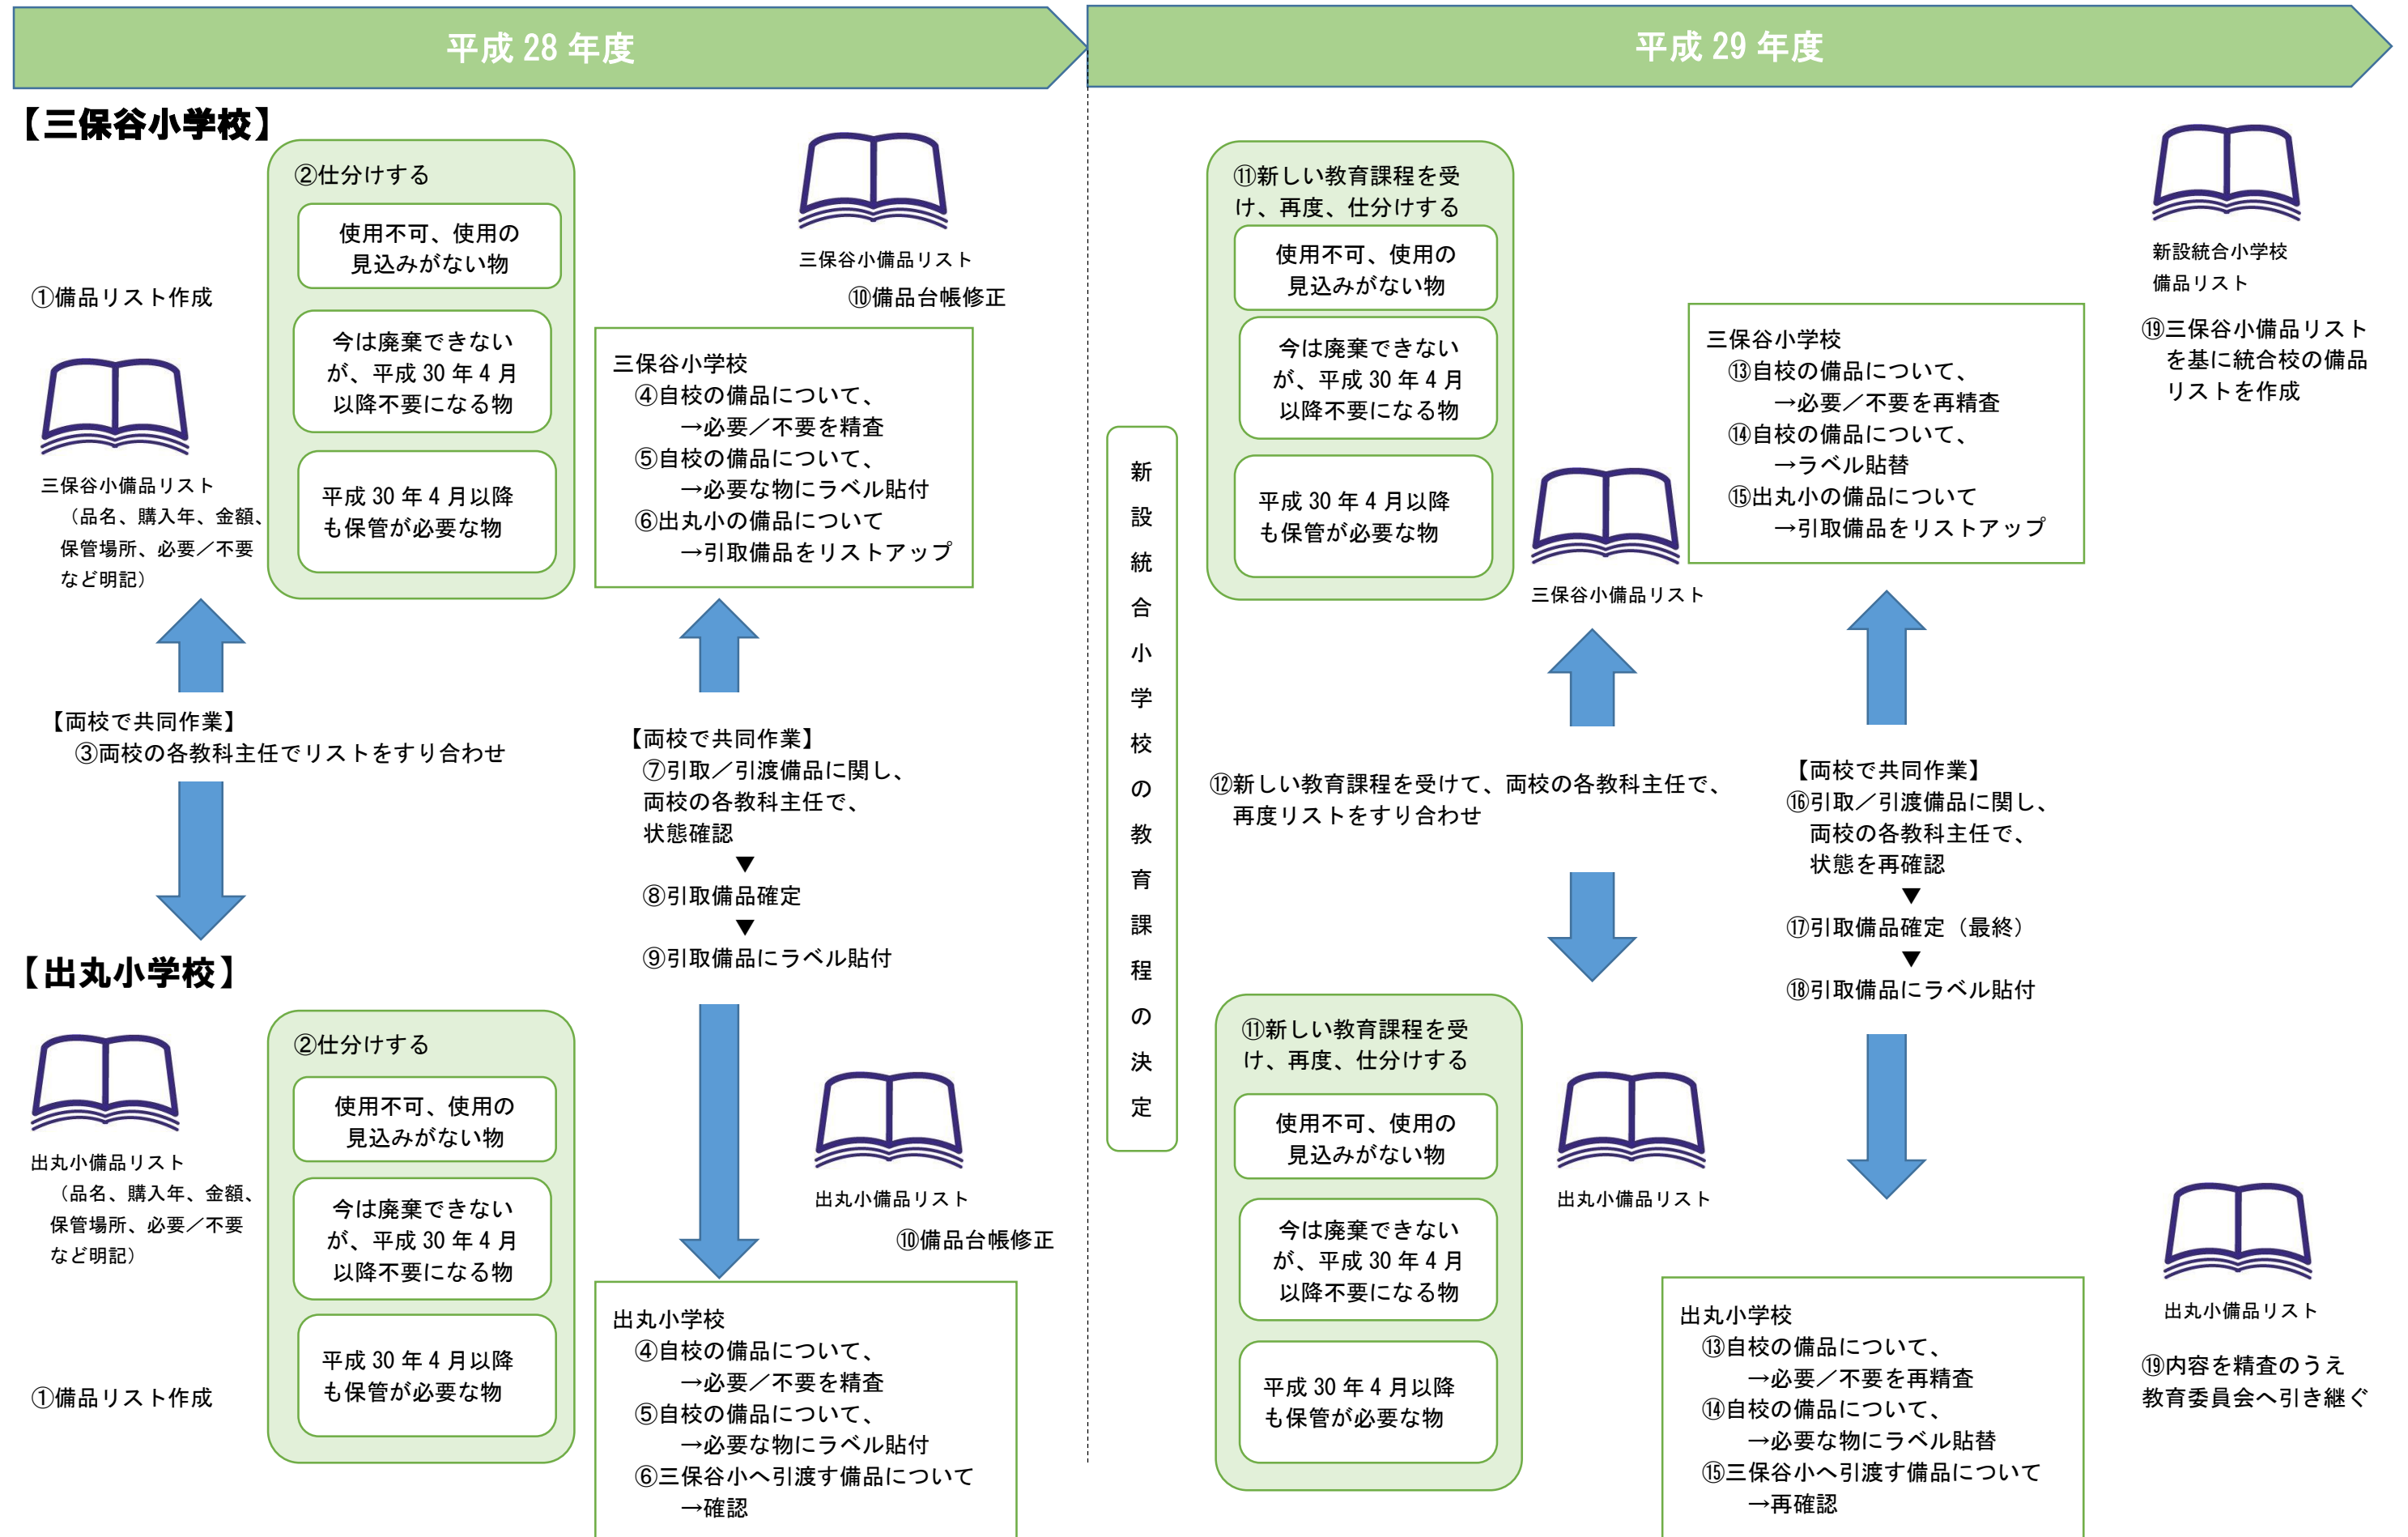 平成 28 年度
平成 29 年度
【三保谷小学校】
①備品リスト作成
三保谷小備品リスト
（品名、購入年、金額、
保管場所、必要／不要
など明記）
②仕分けする
使用不可、使用の
見込みがない物
今は廃棄できない
が、平成 30 年 4 月
以降不要になる物
平成 30 年 4 月以降
も保管が必要な物
三保谷小備品リスト
⑩備品台帳修正
三保谷小学校
④自校の備品について、
→必要／不要を精査
⑤自校の備品について、
→必要な物にラベル貼付
⑥出丸小の備品について
→引取備品をリストアップ
【両校で共同作業】
③両校の各教科主任でリストをすり合わせ
【両校で共同作業】
⑦引取／引渡備品に関し、
両校の各教科主任で、
状態確認
▼
⑧引取備品確定
▼
⑨引取備品にラベル貼付
【出丸小学校】
出丸小備品リスト
（品名、購入年、金額、
保管場所、必要／不要
など明記）
①備品リスト作成
②仕分けする
使用不可、使用の
見込みがない物
今は廃棄できない
が、平成 30 年 4 月
以降不要になる物
平成 30 年 4 月以降
も保管が必要な物
出丸小備品リスト
⑩備品台帳修正
出丸小学校
④自校の備品について、
→必要／不要を精査
⑤自校の備品について、
→必要な物にラベル貼付
⑥三保谷小へ引渡す備品について
→確認
新設統合小学校の教育課程の決定
⑪新しい教育課程を受
け、再度、仕分けする
使用不可、使用の
見込みがない物
今は廃棄できない
が、平成 30 年 4 月
以降不要になる物
平成 30 年 4 月以降
も保管が必要な物
三保谷小備品リスト
三保谷小学校
⑬自校の備品について、
→必要／不要を再精査
⑭自校の備品について、
→ラベル貼替
⑮出丸小の備品について
→引取備品をリストアップ
新設統合小学校
備品リスト
⑲三保谷小備品リスト
を基に統合校の備品
リストを作成
⑫新しい教育課程を受けて、両校の各教科主任で、
再度リストをすり合わせ
【両校で共同作業】
⑯引取／引渡備品に関し、
両校の各教科主任で、
状態を再確認
▼
⑰引取備品確定（最終）
▼
⑱引取備品にラベル貼付
⑪新しい教育課程を受
け、再度、仕分けする
使用不可、使用の
見込みがない物
今は廃棄できない
が、平成 30 年 4 月
以降不要になる物
平成 30 年 4 月以降
も保管が必要な物
出丸小備品リスト
出丸小学校
⑬自校の備品について、
→必要／不要を再精査
⑭自校の備品について、
→必要な物にラベル貼替
⑮三保谷小へ引渡す備品について
→再確認
出丸小備品リスト
⑲内容を精査のうえ
教育委員会へ引き継ぐ